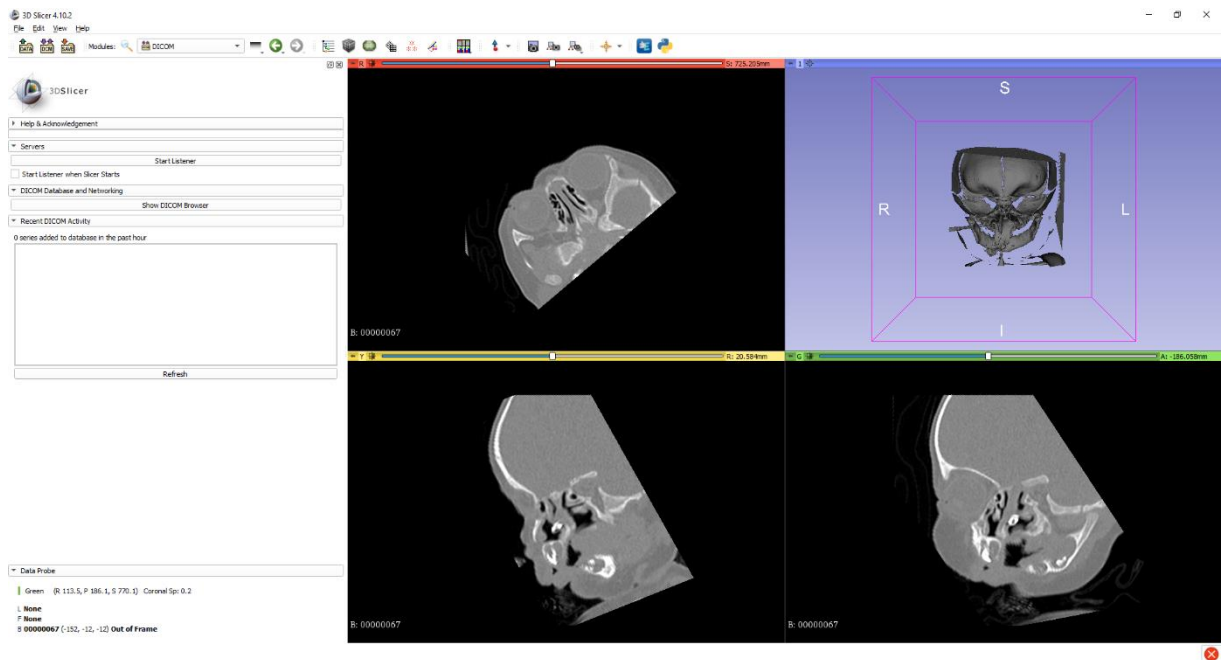 3D Slicer 4.10.2
File Edit View Help
DATA DCM SAVE Modules: DICOM
3DSlicer
Help & Acknowledgement
Servers
Start Listener
Start Listener when Slicer Starts
DICOM Database and Networking
Show DICOM Browser
Recent DICOM Activity
0 series added to database in the past hour
Refresh
Data Probe
Green (R 113.5, P 186.1, S 770.1) Coronal Sp: 0.2
L None
F None
B 00000067 (-152, -12, -12) Out of Frame
R S: 725.205mm
B: 00000067
1
S
R L
I
Y R: 20.584mm
B: 00000067
G A: -186.058mm
B: 00000067